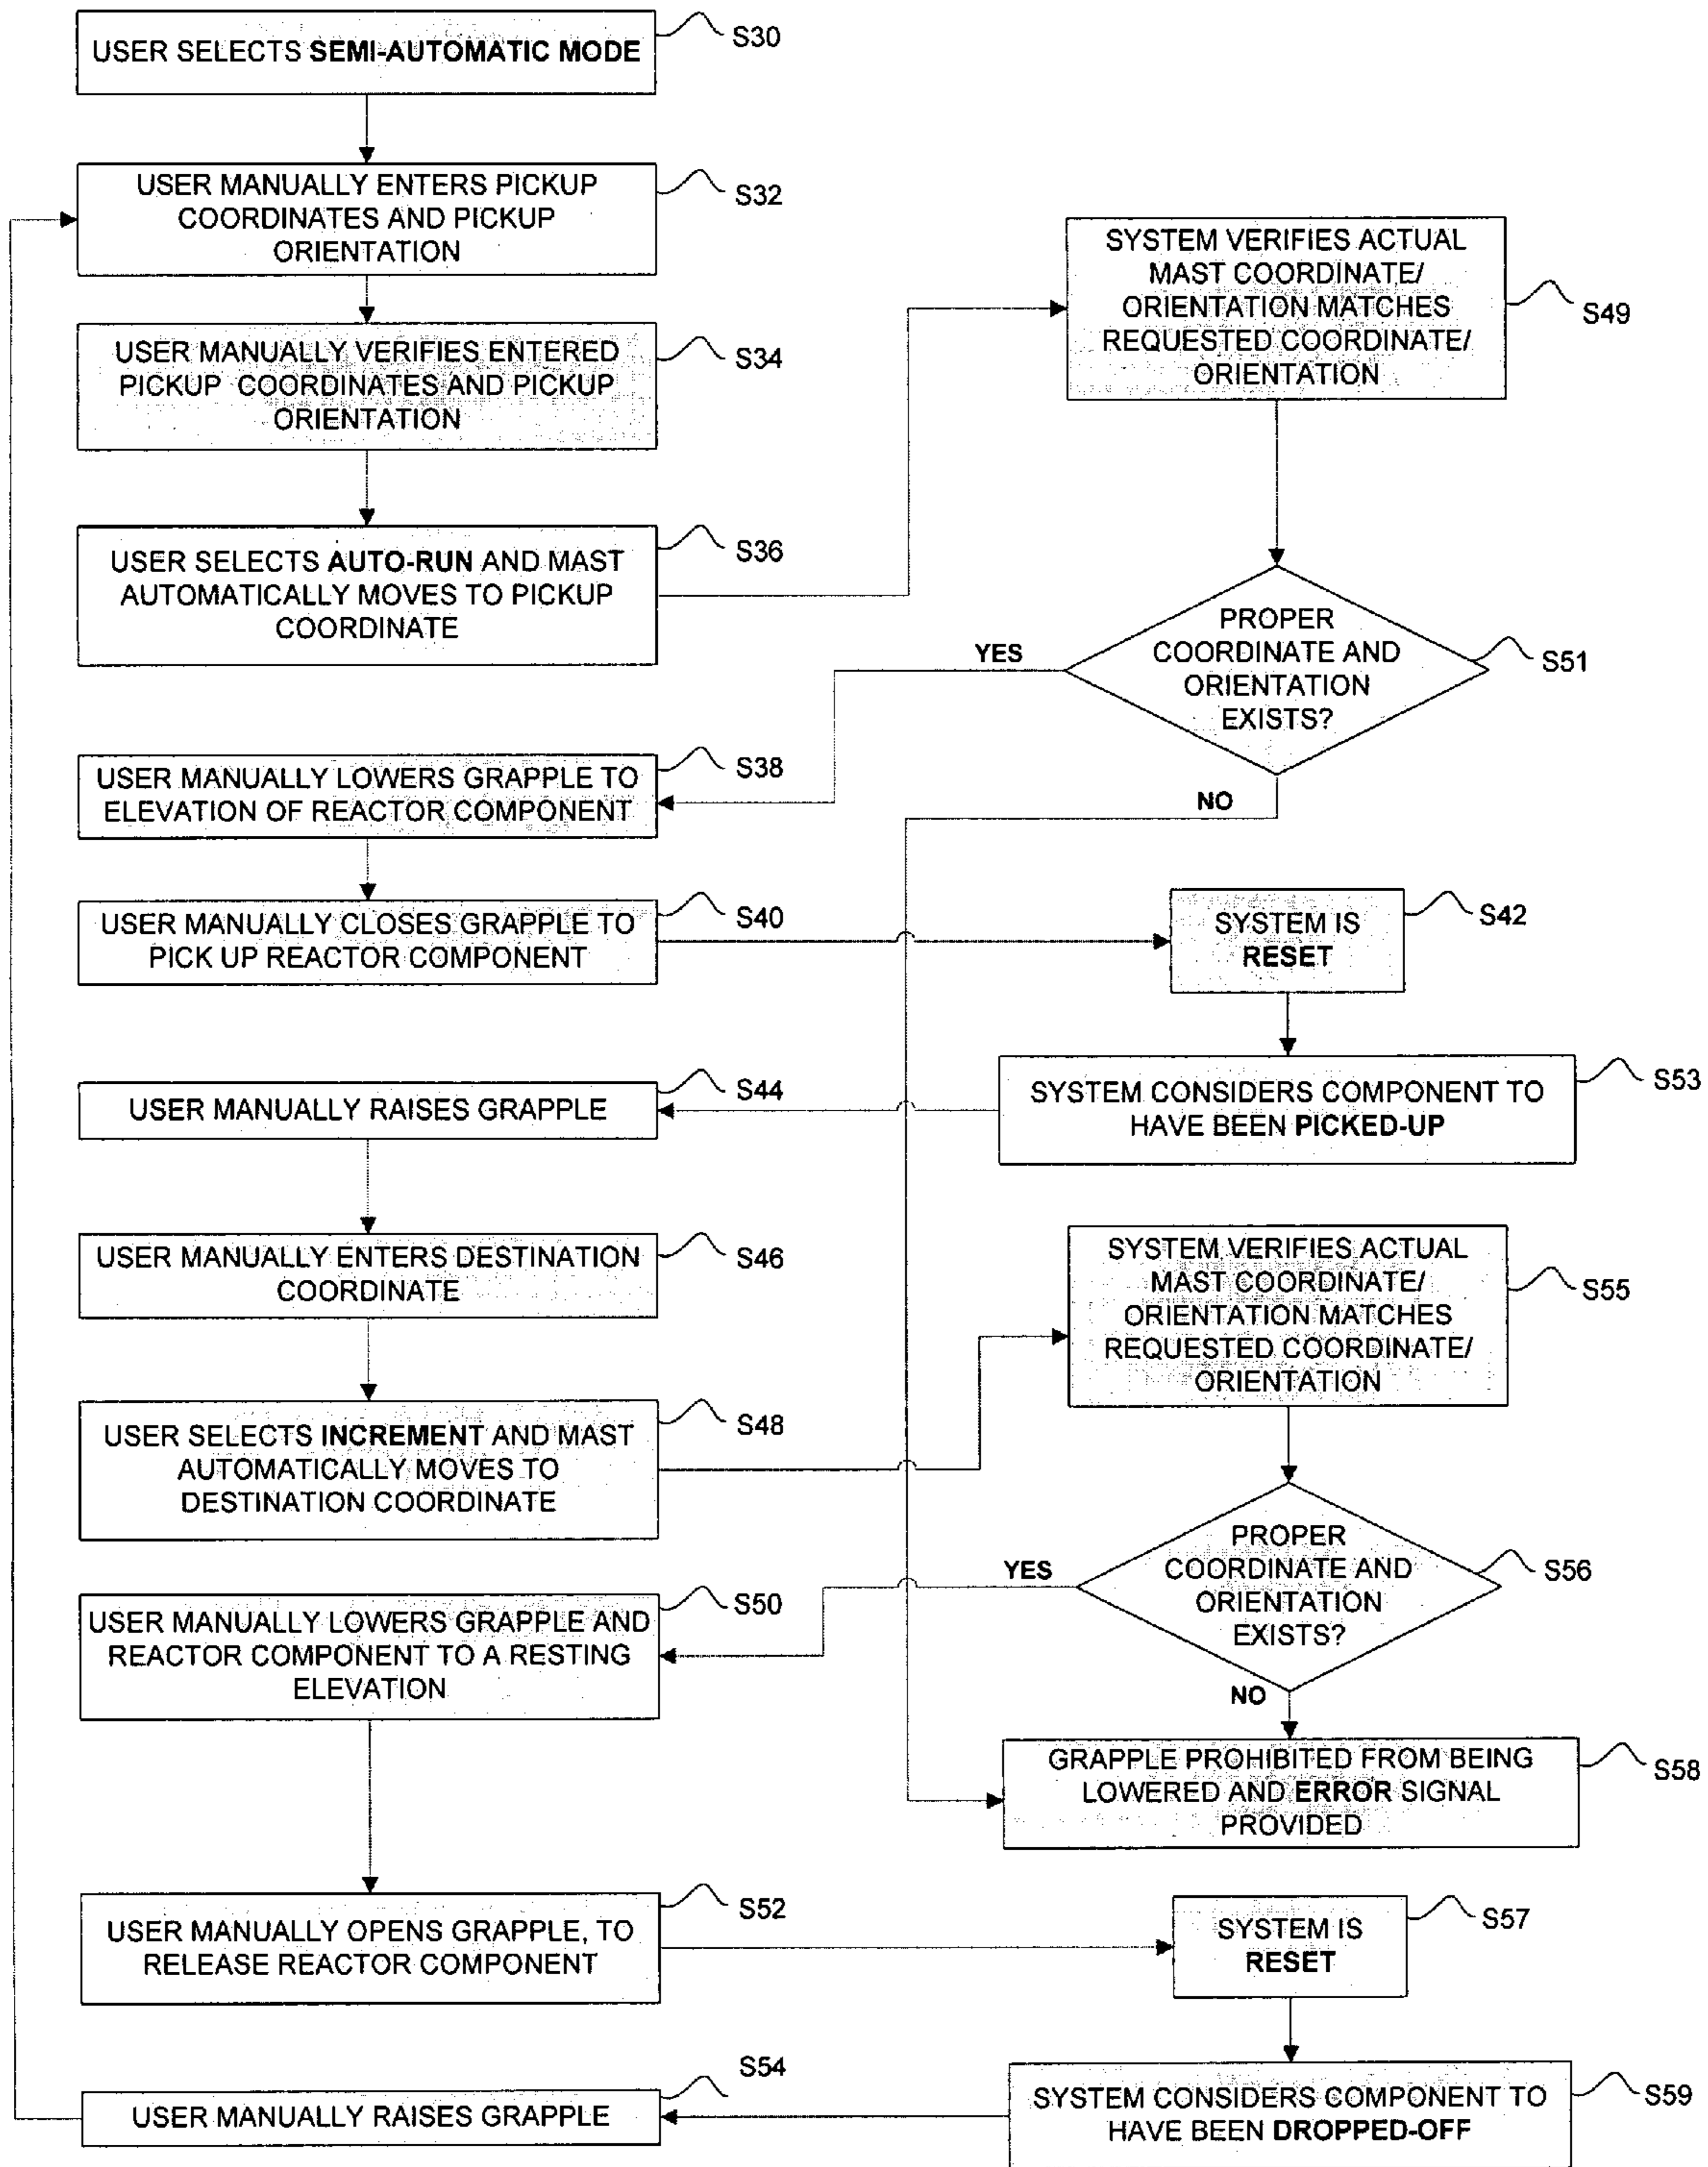 USER SELECTS SEMI-AUTOMATIC MODE
S30
USER MANUALLY ENTERS PICKUP
COORDINATES AND PICKUP
ORIENTATION
S32
USER MANUALLY VERIFIES ENTERED
PICKUP COORDINATES AND PICKUP
ORIENTATION
S34
USER SELECTS AUTO-RUN AND MAST
AUTOMATICALLY MOVES TO PICKUP
COORDINATE
S36
SYSTEM VERIFIES ACTUAL
MAST COORDINATE/
ORIENTATION MATCHES
REQUESTED COORDINATE/
ORIENTATION
S49
PROPER
COORDINATE AND
ORIENTATION
EXISTS?
S51
YES
NO
USER MANUALLY LOWERS GRAPPLE TO
ELEVATION OF REACTOR COMPONENT
S38
USER MANUALLY CLOSES GRAPPLE TO
PICK UP REACTOR COMPONENT
S40
SYSTEM IS
RESET
S42
SYSTEM CONSIDERS COMPONENT TO
HAVE BEEN PICKED-UP
S53
USER MANUALLY RAISES GRAPPLE
S44
USER MANUALLY ENTERS DESTINATION
COORDINATE
S46
USER SELECTS INCREMENT AND MAST
AUTOMATICALLY MOVES TO
DESTINATION COORDINATE
S48
SYSTEM VERIFIES ACTUAL
MAST COORDINATE/
ORIENTATION MATCHES
REQUESTED COORDINATE/
ORIENTATION
S55
PROPER
COORDINATE AND
ORIENTATION
EXISTS?
S56
YES
NO
USER MANUALLY LOWERS GRAPPLE AND
REACTOR COMPONENT TO A RESTING
ELEVATION
S50
GRAPPLE PROHIBITED FROM BEING
LOWERED AND ERROR SIGNAL
PROVIDED
S58
USER MANUALLY OPENS GRAPPLE, TO
RELEASE REACTOR COMPONENT
S52
SYSTEM IS
RESET
S57
SYSTEM CONSIDERS COMPONENT TO
HAVE BEEN DROPPED-OFF
S59
USER MANUALLY RAISES GRAPPLE
S54